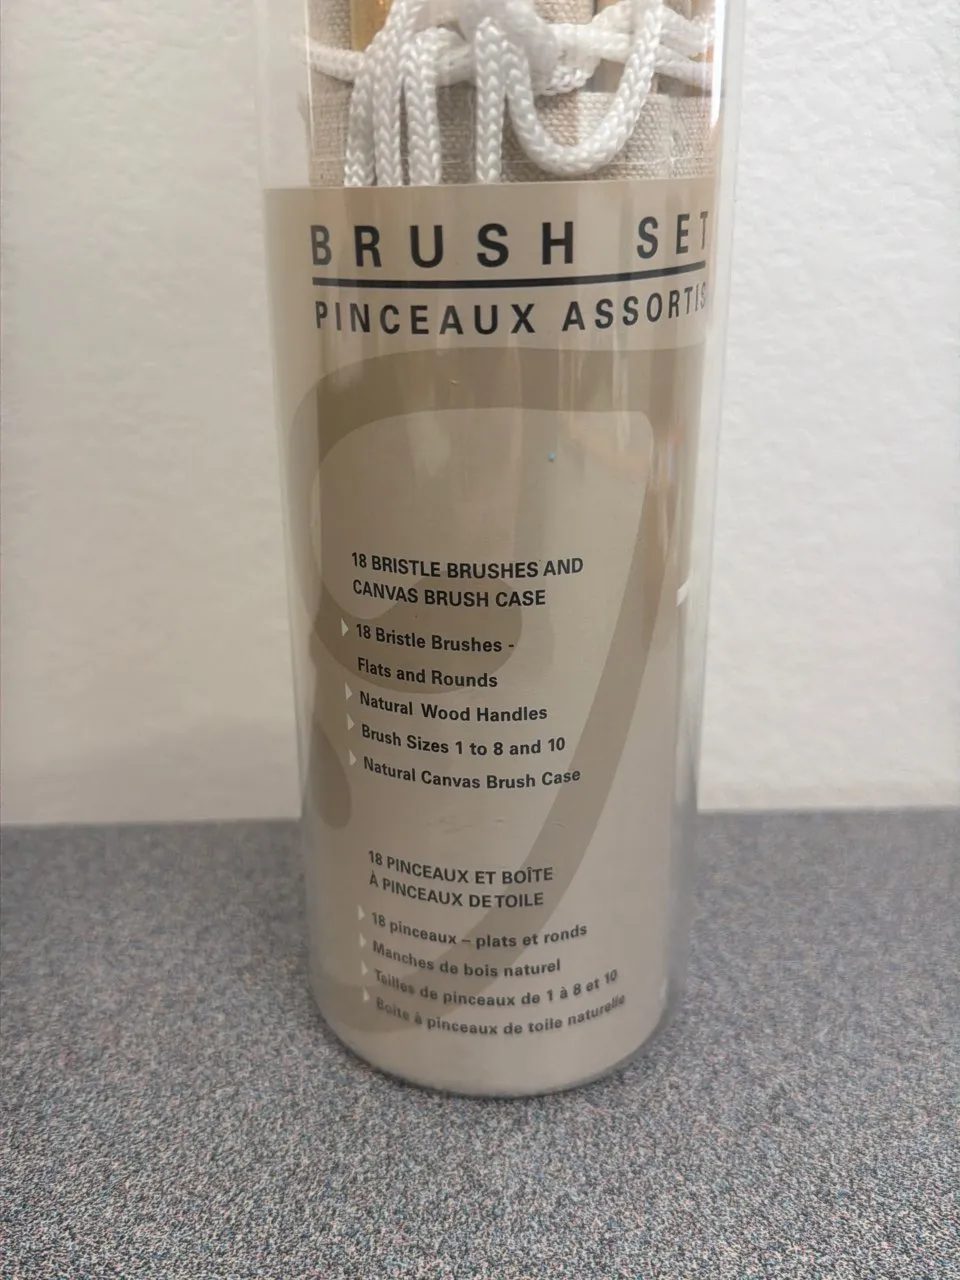 BRUSH SET
PINCEAUX ASSORTIS
18 BRISTLE BRUSHES AND
CANVAS BRUSH CASE
18 Bristle Brushes -
Flats and Rounds
Natural Wood Handles
Brush Sizes 1 to 8 and 10
Natural Canvas Brush Case
18 PINCEAUX ET BOÎTE
À PINCEAUX DE TOILE
18 pinceaux – plats et ronds
Manches de bois naturel
Tailles de pinceaux de 1 à 8 et 10
Boîte à pinceaux de toile naturelle